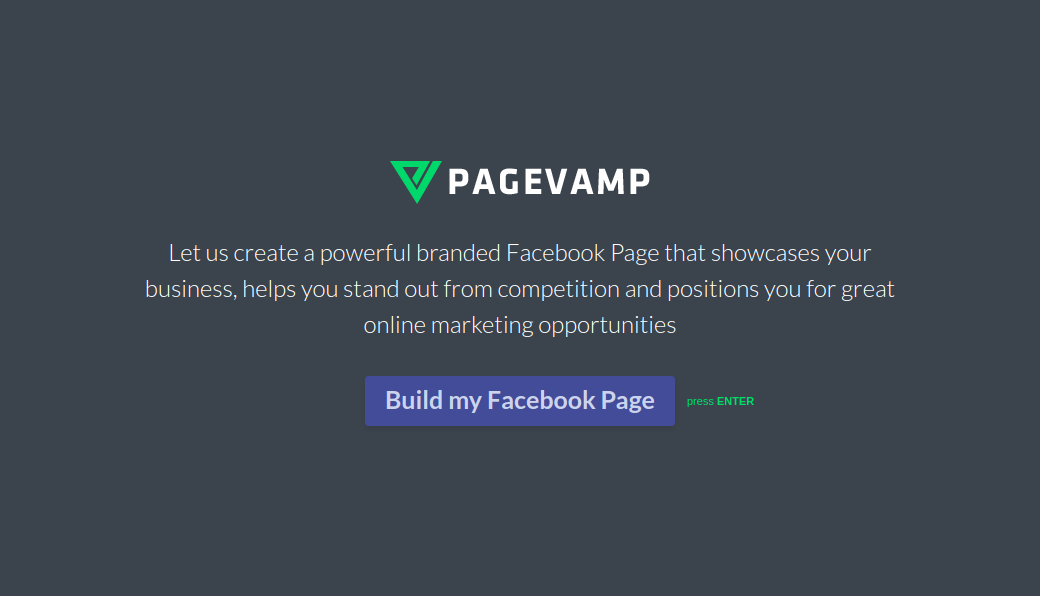 PAGEVAMP
Let us create a powerful branded Facebook Page that showcases your
business, helps you stand out from competition and positions you for great
online marketing opportunities
Build my Facebook Page press ENTER